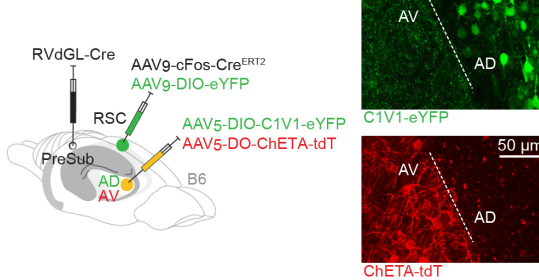 RVdGL-Cre
AAV9-cFos-CreERT2
AAV9-DIO-eYFP
RSC
AAV5-DIO-C1V1-eYFP
AAV5-DO-ChETA-tdT
PreSub
AD
AV
B6
AV
AD
C1V1-eYFP
50 μm
AV
AD
ChETA-tdT